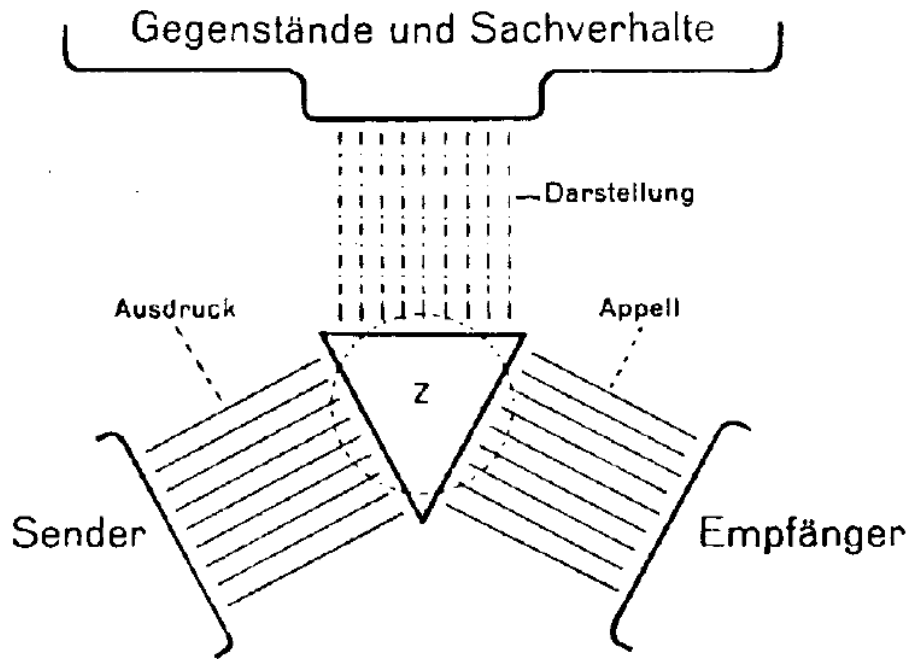 Gegenstände und Sachverhalte
Darstellung
Ausdruck
Appell
Z
Sender
Empfänger